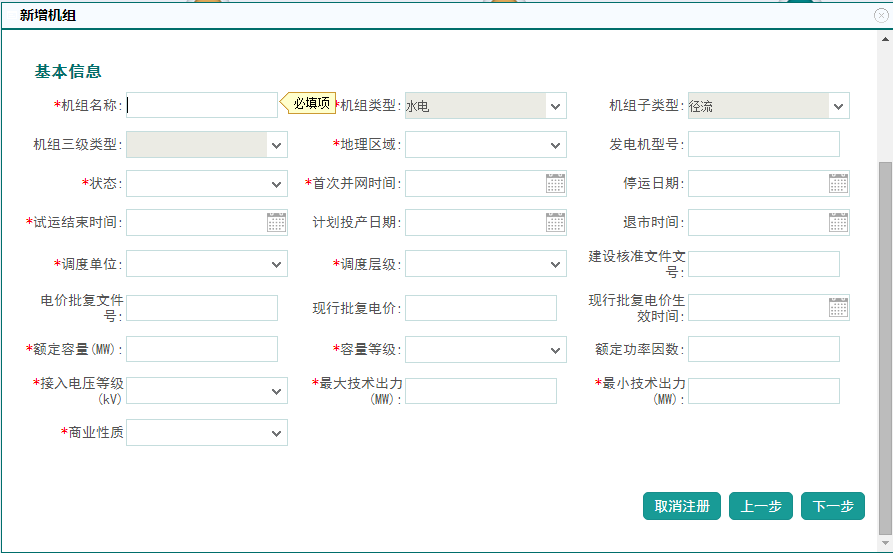 新增机组
基本信息
*机组名称: 必填项 *机组类型: 水电 机组子类型: 径流
机组三级类型: *地理区域: 发电机型号:
*状态: *首次并网时间: 停运日期:
*试运结束时间: 计划投产日期: 退市时间:
*调度单位: *调度层级: 建设核准文件文
号:
电价批复文件
号:
现行批复电价:
现行批复电价生
效时间:
*额定容量(MW): *容量等级: 额定功率因数:
*接入电压等级
(kV)
*最大技术出力
(MW):
*最小技术出力
(MW):
*商业性质
取消注册 上一步 下一步